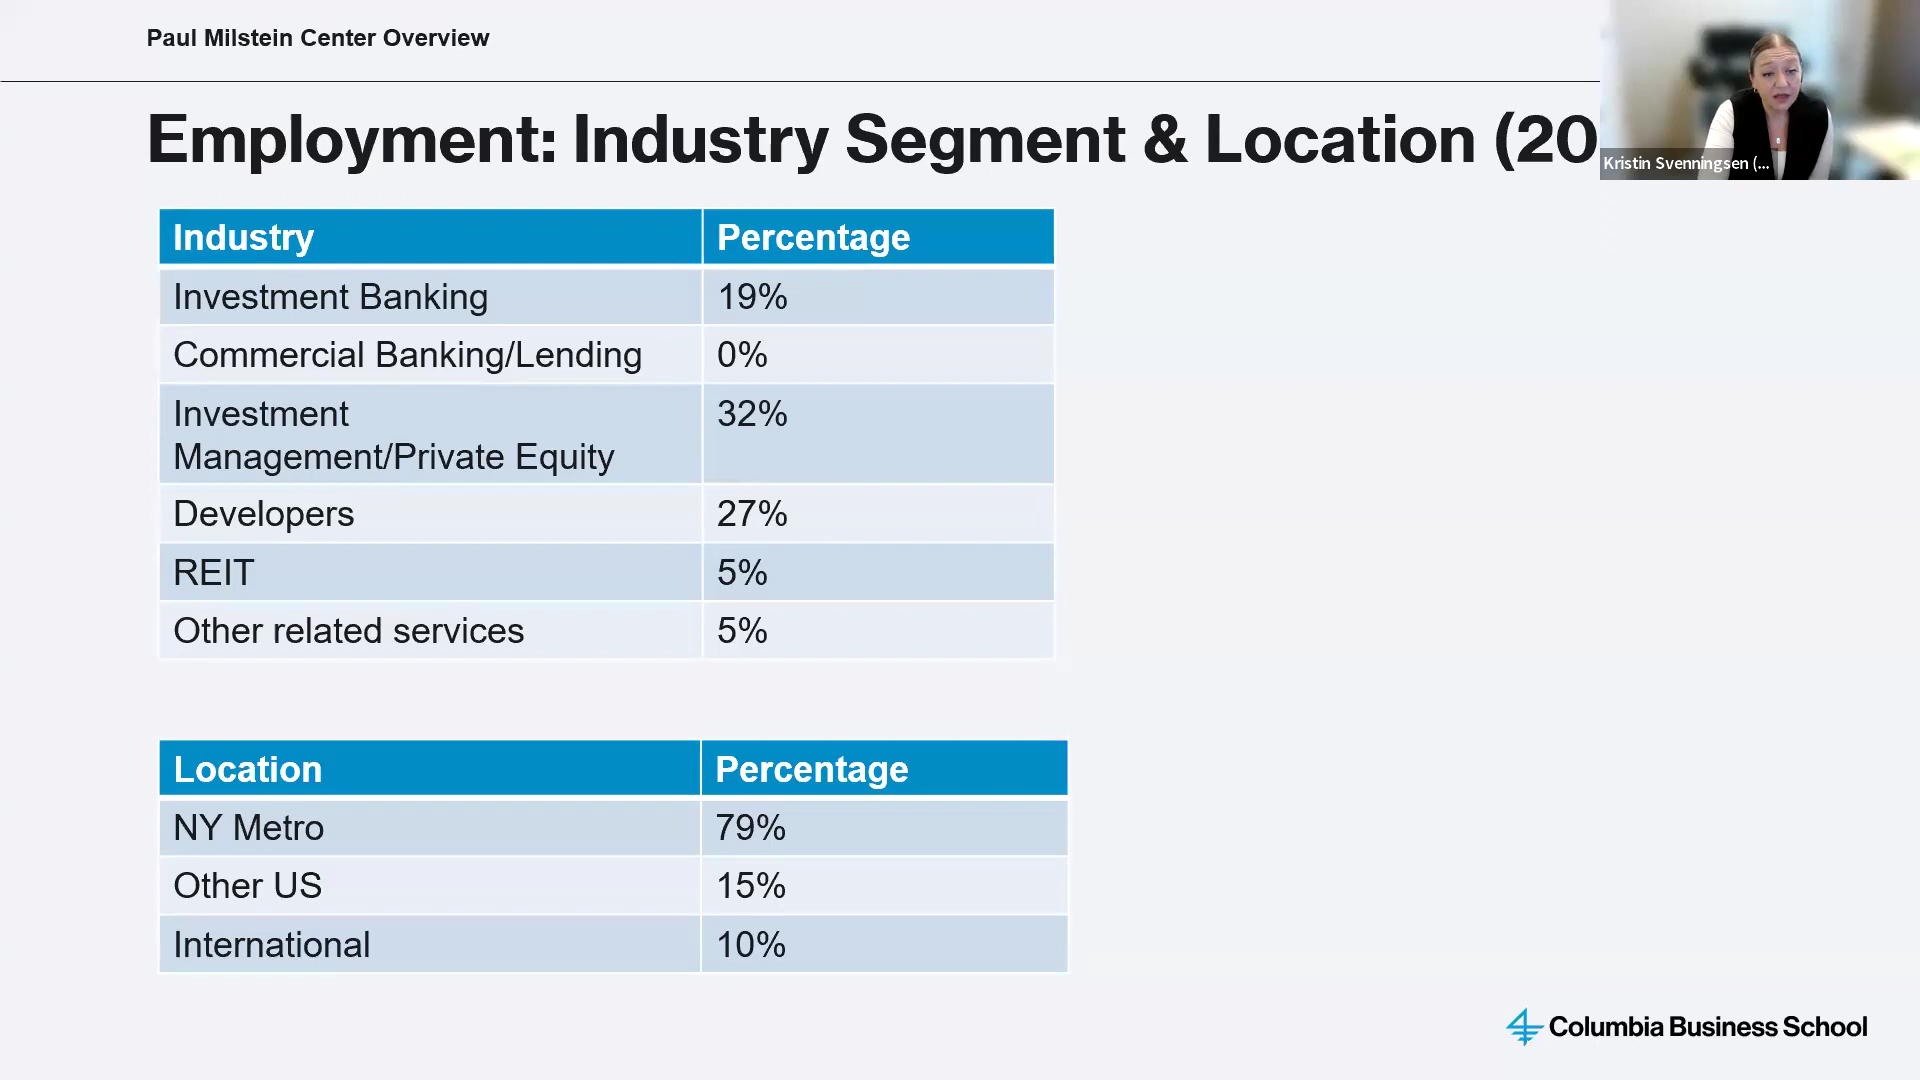 Paul Milstein Center Overview
Employment: Industry Segment & Location (20
Kristin Svenningsen (...
Industry Percentage
Investment Banking 19%
Commercial Banking/Lending 0%
Investment 32%
Management/Private Equity
Developers 27%
REIT 5%
Other related services 5%
Location Percentage
NY Metro 79%
Other US 15%
International 10%
Columbia Business School